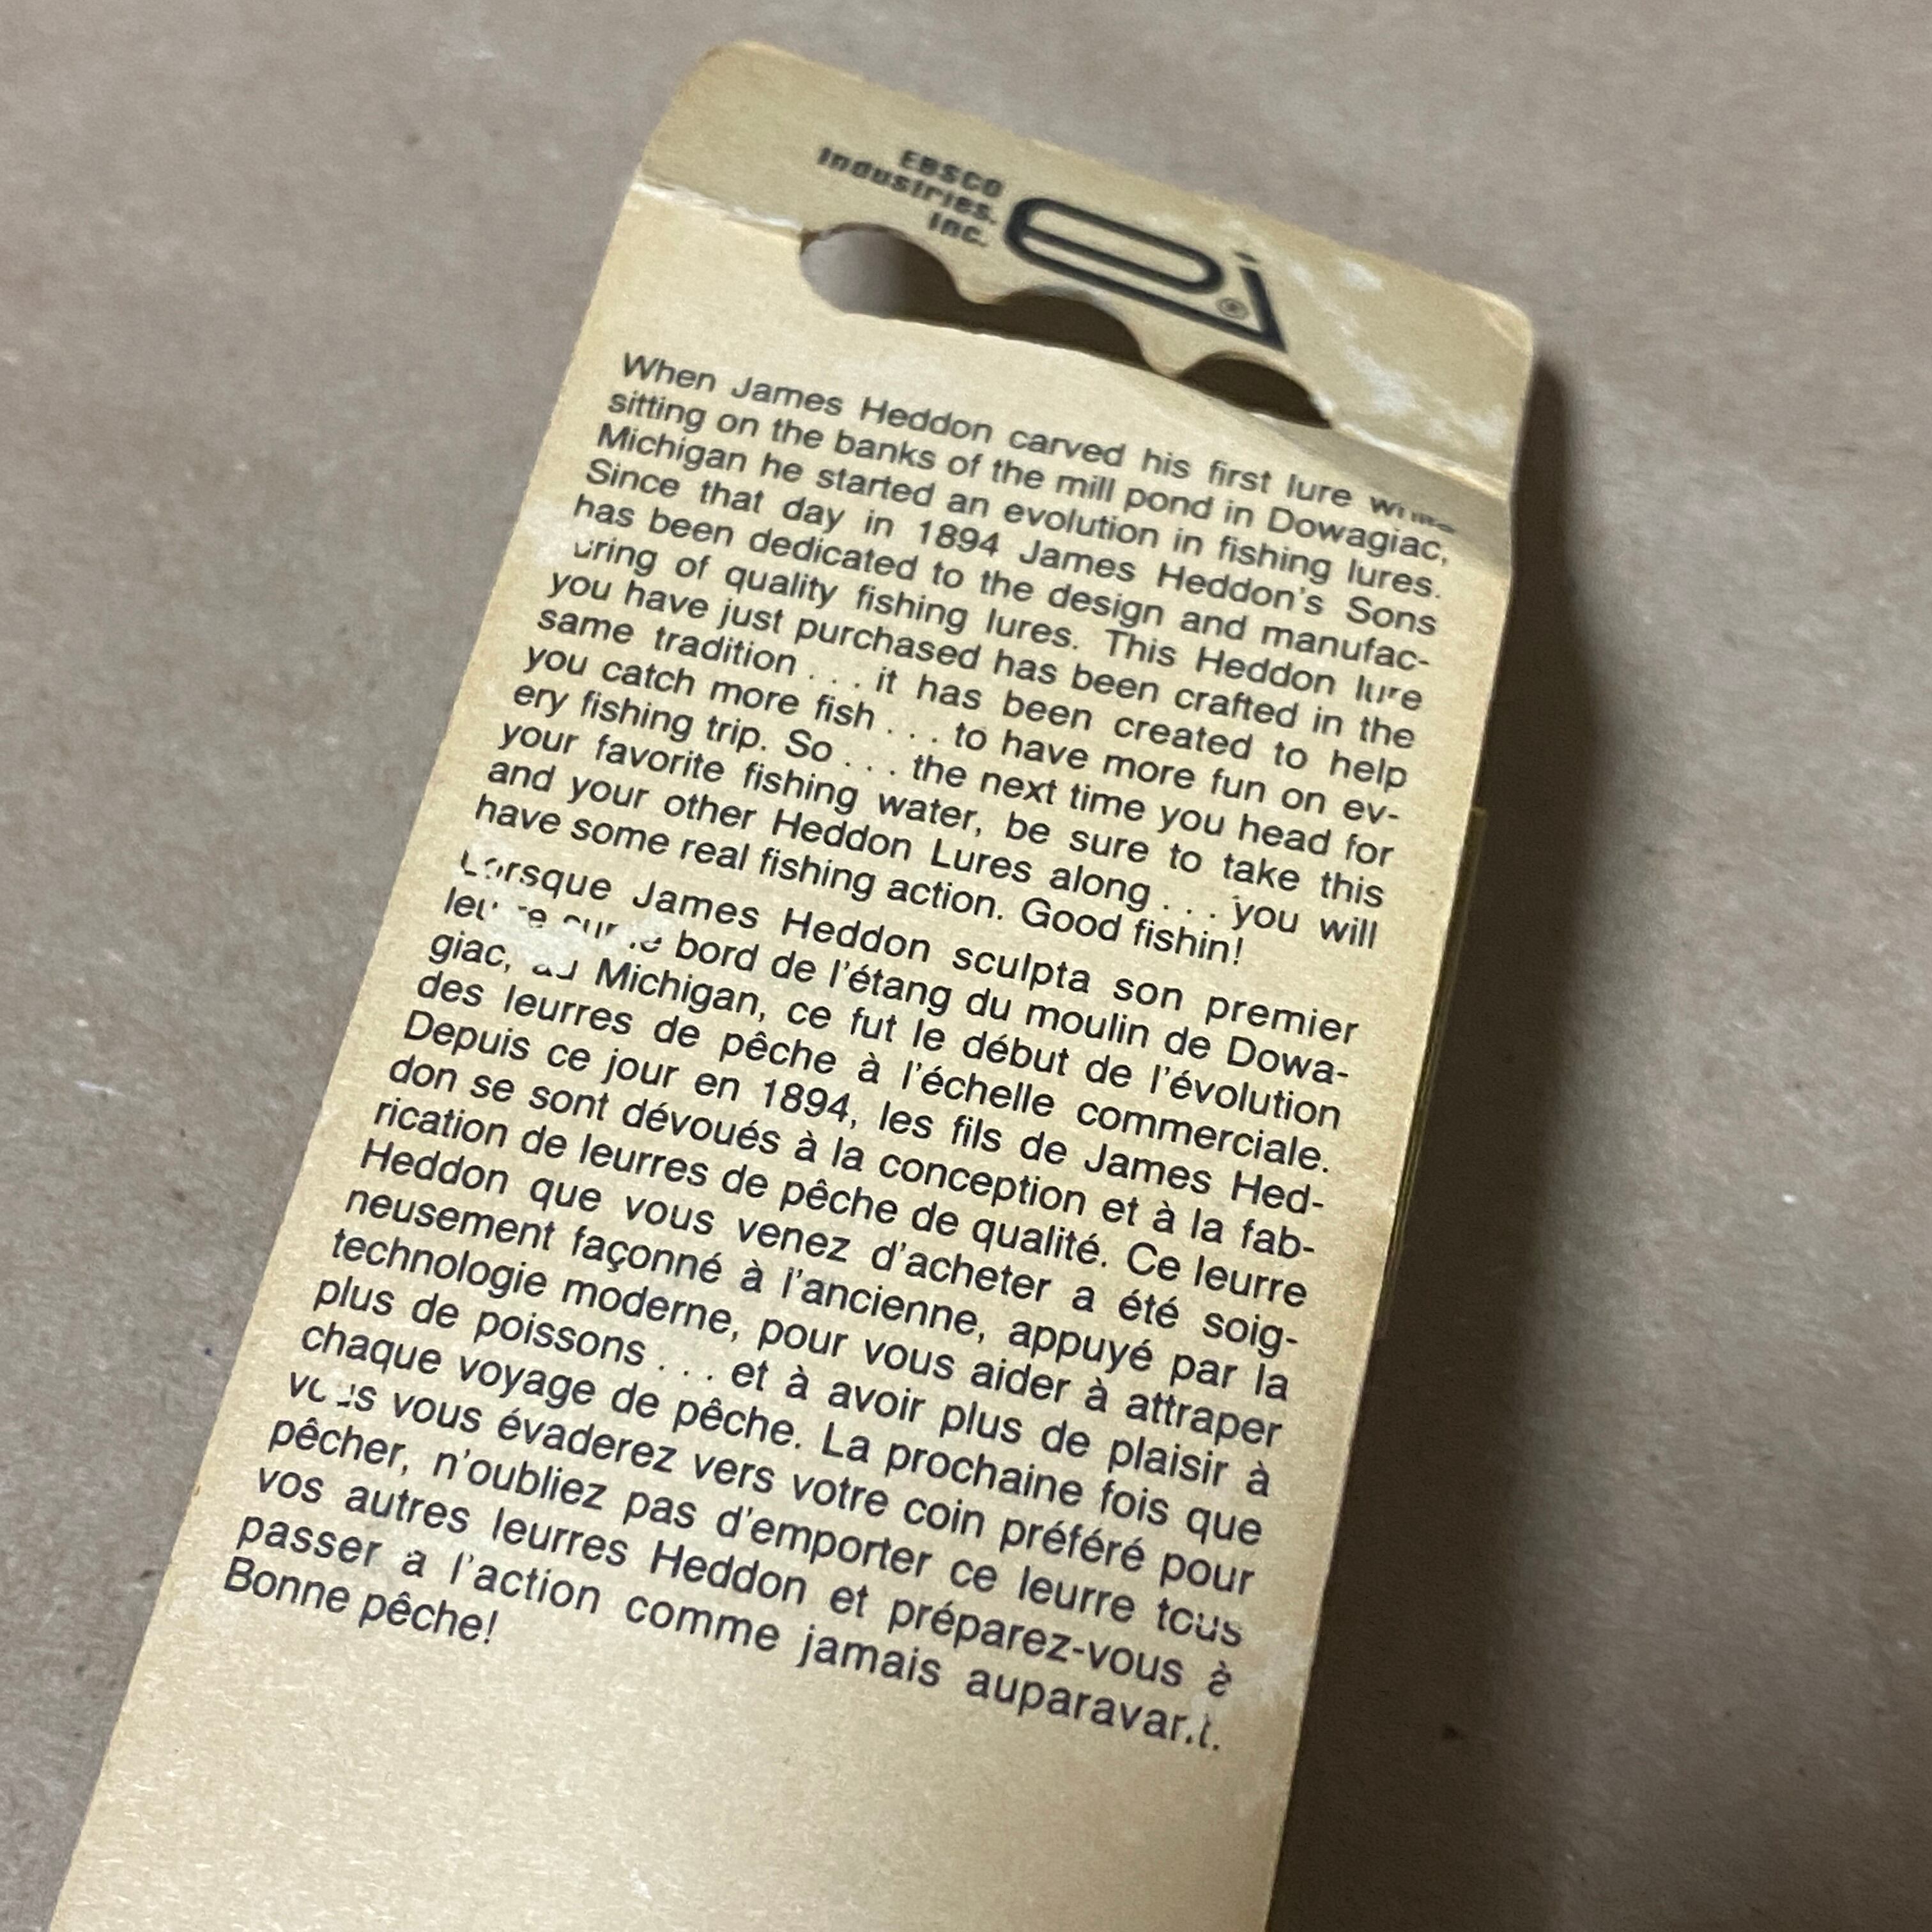 EBSCO
Industries,
Inc.
ei®
When James Heddon carved his first lure while
sitting on the banks of the mill pond in Dowagiac,
Michigan he started an evolution in fishing lures.
Since that day in 1894 James Heddon's Sons
has been dedicated to the design and manufac-
uring of quality fishing lures. This Heddon lure
you have just purchased has been crafted in the
same tradition . . . it has been created to help
you catch more fish . . . to have more fun on ev-
ery fishing trip. So . . . the next time you head for
your favorite fishing water, be sure to take this
and your other Heddon Lures along . . . you will
have some real fishing action. Good fishin!
Lorsque James Heddon sculpta son premier
leurre sur le bord de l'étang du moulin de Dowa-
giac, au Michigan, ce fut le début de l'évolution
des leurres de pêche à l'échelle commerciale.
Depuis ce jour en 1894, les fils de James Hed-
don se sont dévoués à la conception et à la fab-
rication de leurres de pêche de qualité. Ce leurre
Heddon que vous venez d'acheter a été soig-
neusement façonné à l'ancienne, appuyé par la
technologie moderne, pour vous aider à attraper
plus de poissons . . . et à avoir plus de plaisir à
chaque voyage de pêche. La prochaine fois que
vous vous évaderez vers votre coin préféré pour
pêcher, n'oubliez pas d'emporter ce leurre tous
vos autres leurres Heddon et préparez-vous à
passer a l'action comme jamais auparavant.
Bonne pêche!